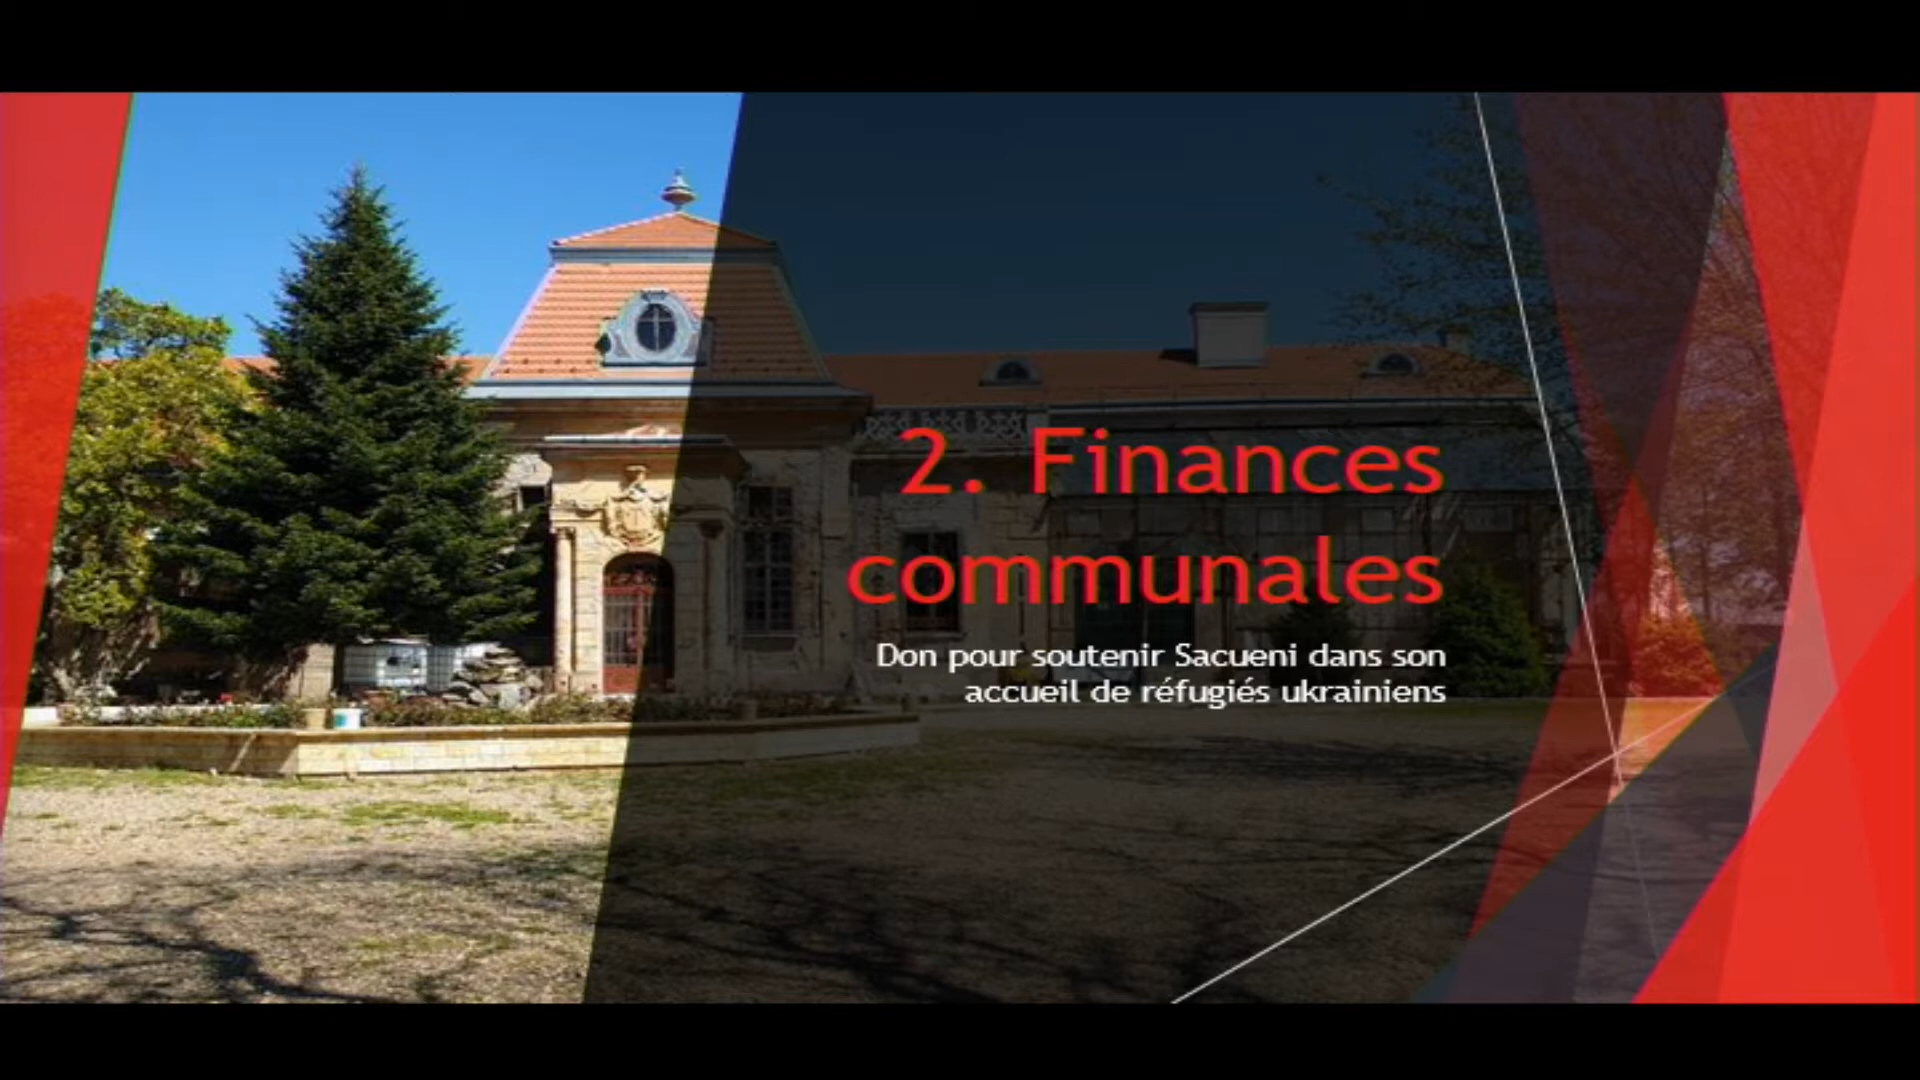 2. Finances
communales
Don pour soutenir Sacueni dans son
accueil de réfugiés ukrainiens